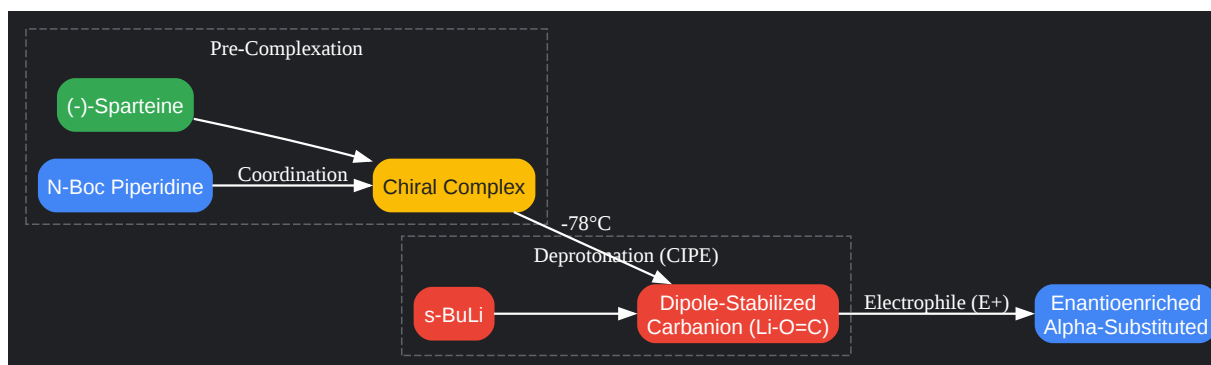 Pre-Complexation
(-)-Sparteine
N-Boc Piperidine
Coordination
Chiral Complex
-78°C
Deprotonation (CIPE)
s-BuLi
Dipole-Stabilized
Carbanion (Li-O=C)
Electrophile (E+)
Enantioenriched
Alpha-Substituted